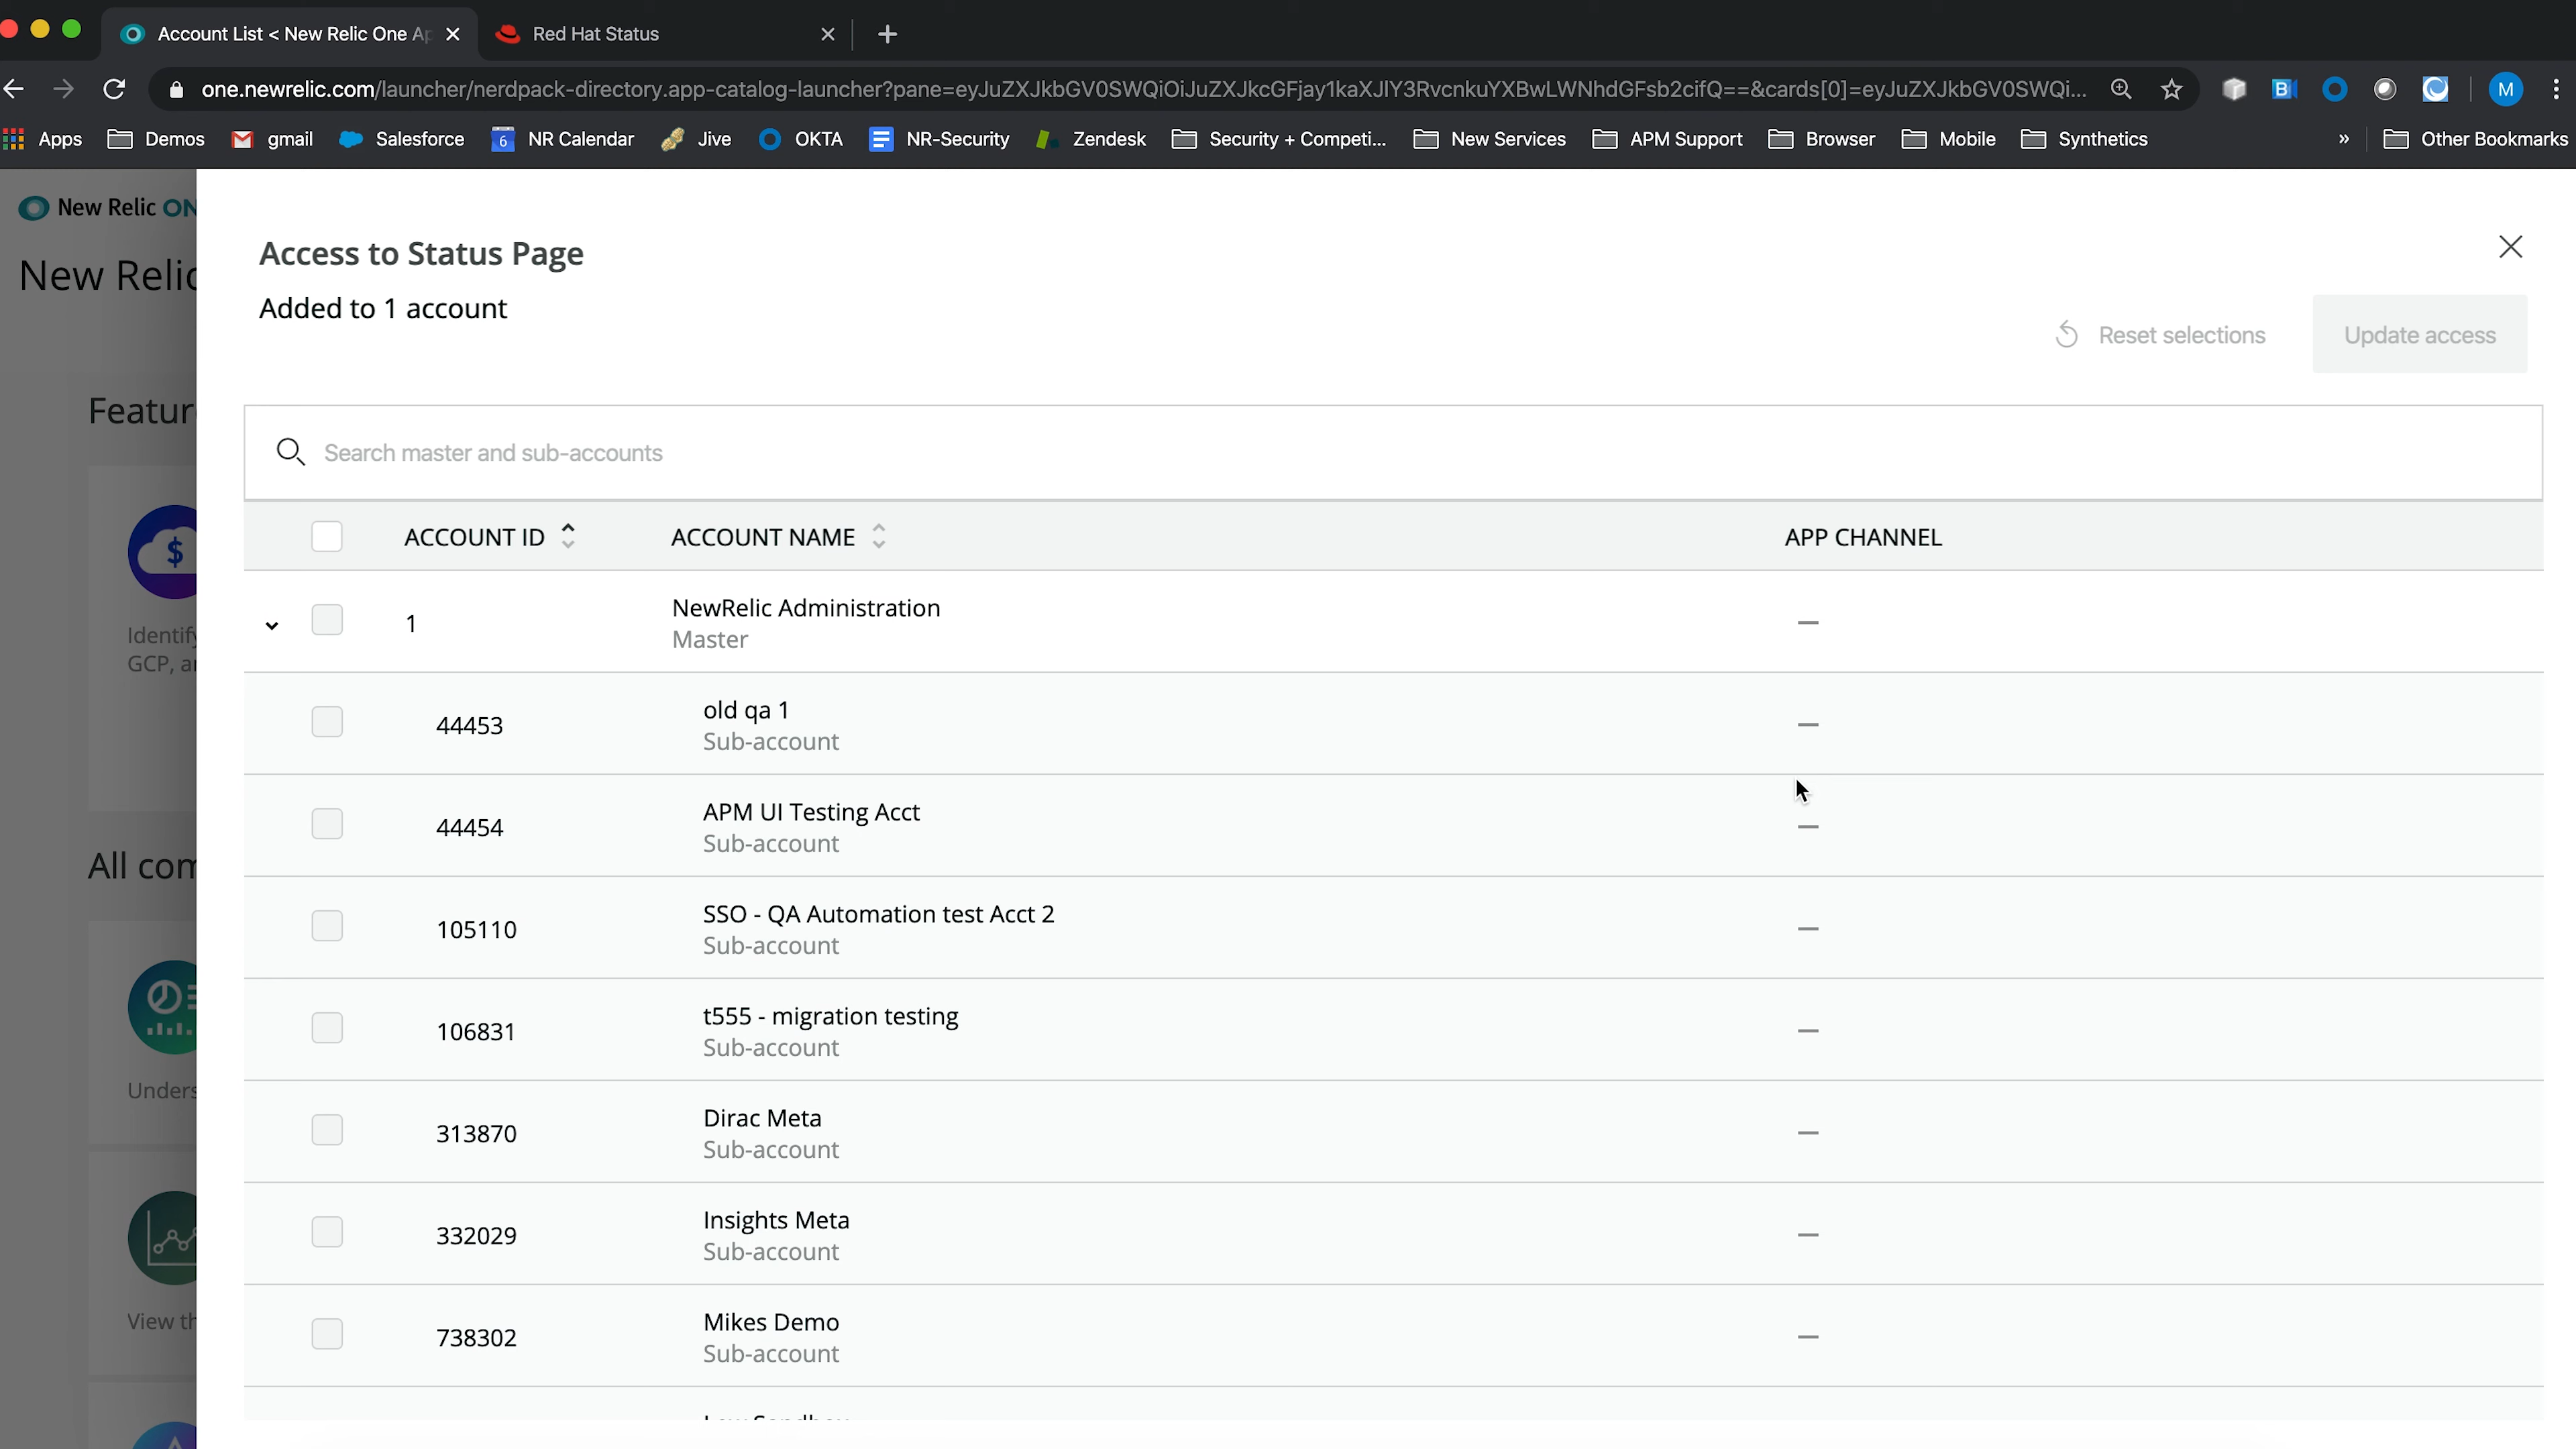 Account List < New Relic One Ap
Red Hat Status
one.newrelic.com/launcher/nerdpack-directory.app-catalog-launcher?pane=eyJuZXJkbGV0SWQiOiJuZXJkcGFjay1kaXJlY3RvcnkuYXBwLWNhdGFsb2cifQ==&cards[0]=eyJuZXJkbGV0SWQi...
M
Apps
Demos
gmail
Salesforce
6
NR Calendar
Jive
OKTA
NR-Security
Zendesk
Security + Competi...
New Services
APM Support
Browser
Mobile
Synthetics
»
Other Bookmarks
New Relic ON
New Relic
Featur
Identify
GCP, a
All com
Unders
View th
Access to Status Page
Added to 1 account
Reset selections
Update access
Search master and sub-accounts
ACCOUNT ID
ACCOUNT NAME
APP CHANNEL
1
NewRelic Administration
Master
—
44453
old qa 1
Sub-account
—
44454
APM UI Testing Acct
Sub-account
—
105110
SSO - QA Automation test Acct 2
Sub-account
—
106831
t555 - migration testing
Sub-account
—
313870
Dirac Meta
Sub-account
—
332029
Insights Meta
Sub-account
—
738302
Mikes Demo
Sub-account
—